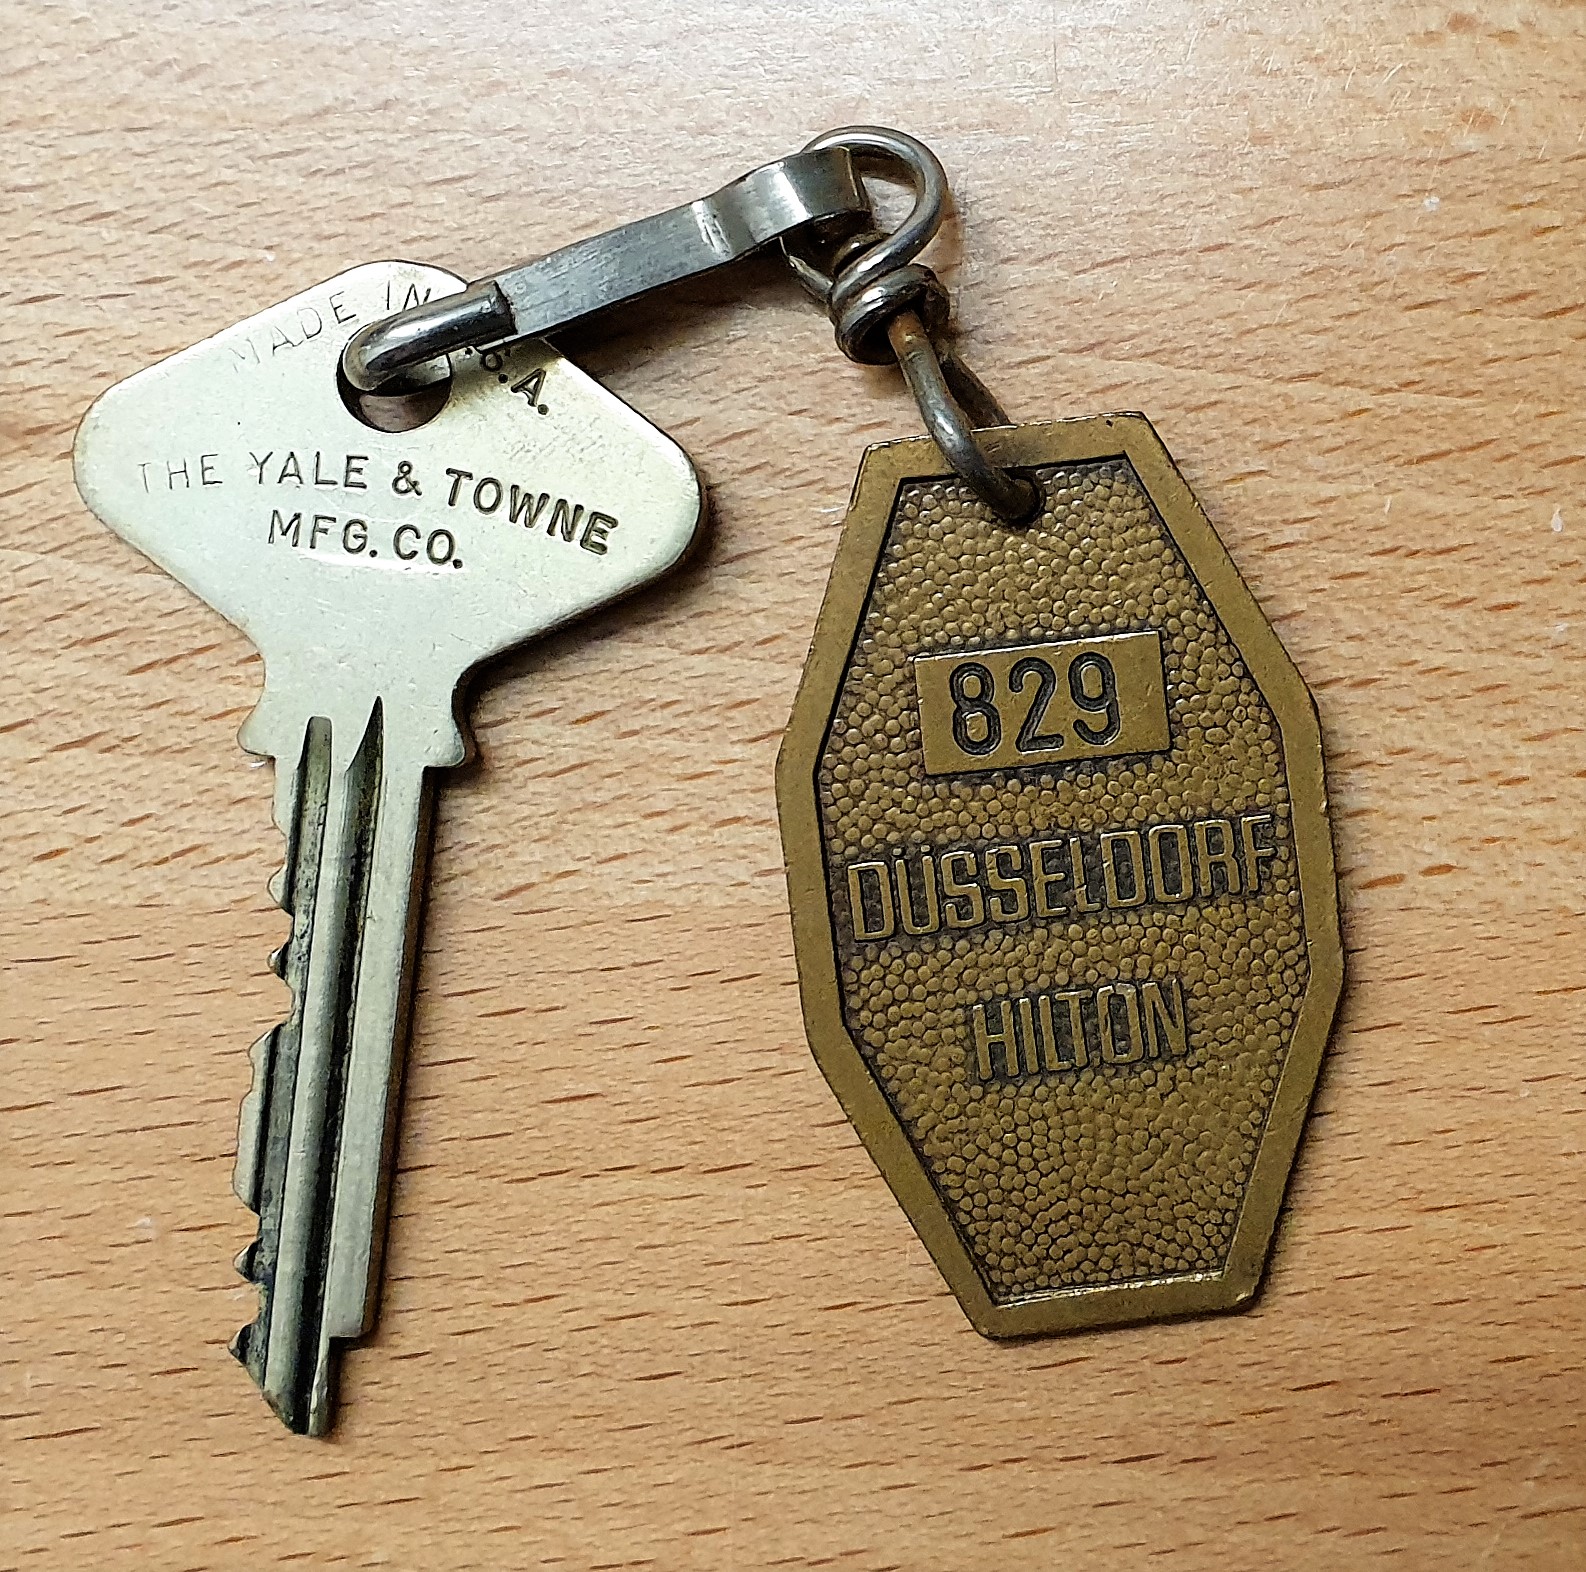 MADE IN U.S.A.
THE YALE & TOWNE
MFG. CO.
829
DÜSSELDORF
HILTON